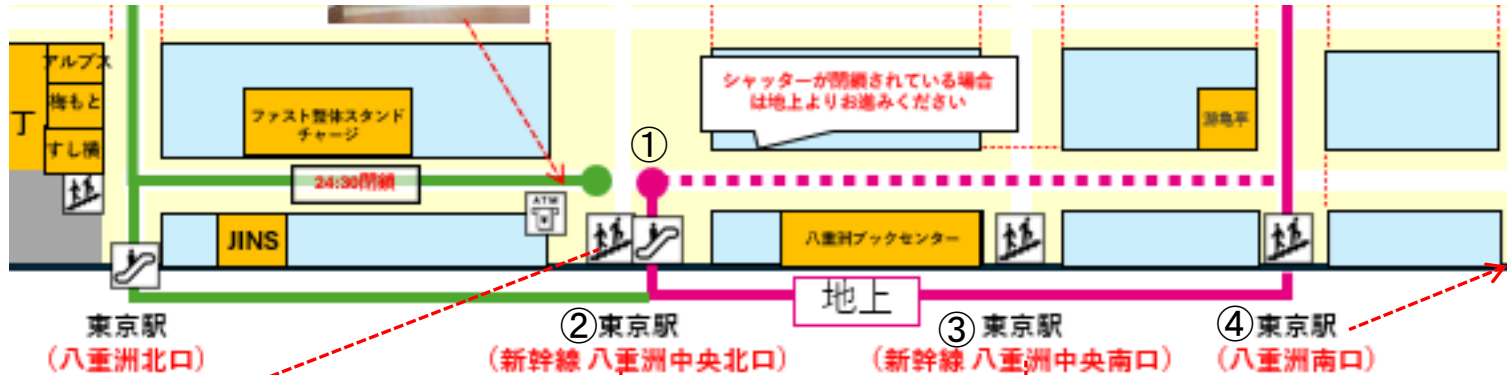 アルプス
梅もと
丁
すし横
ファスト整体スタンド
チャージ
シャッターが閉鎖されている場合
は地上よりお進みください
①
24:30閉鎖
ATM
¥
JINS
八重洲ブックセンター
地上
東京駅
(八重洲北口)
②東京駅
(新幹線 八重洲中央北口)
③ 東京駅
(新幹線 八重洲中央南口)
④東京駅
(八重洲南口)